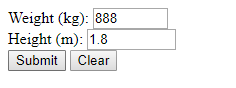 Weight (kg): 888
Height (m): 1.8
Submit Clear